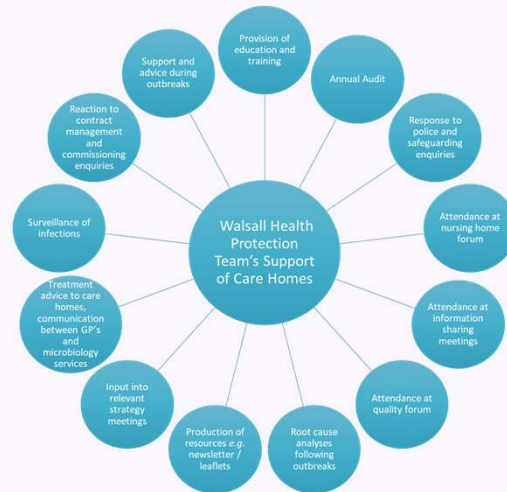 Provision
of education
and
training
Annual Audit
Response to
police and
safeguarding
enquiries
Attendance at
nursing home
forum
Attendance at
information
sharing
meetings
Attendance at
quality forum
Root cause
analyses
following
outbreaks
Production of
resources e.g.
newsletter /
leaflets
Input into
relevant
strategy
meetings
Treatment
advice to care
homes,
communication
between GP's
and
microbiology
services
Surveillance of
infections
Reaction to
contract
management
and
commissioning
enquiries
Support and
advice during
outbreaks
Walsall Health
Protection
Team's Support
of Care Homes